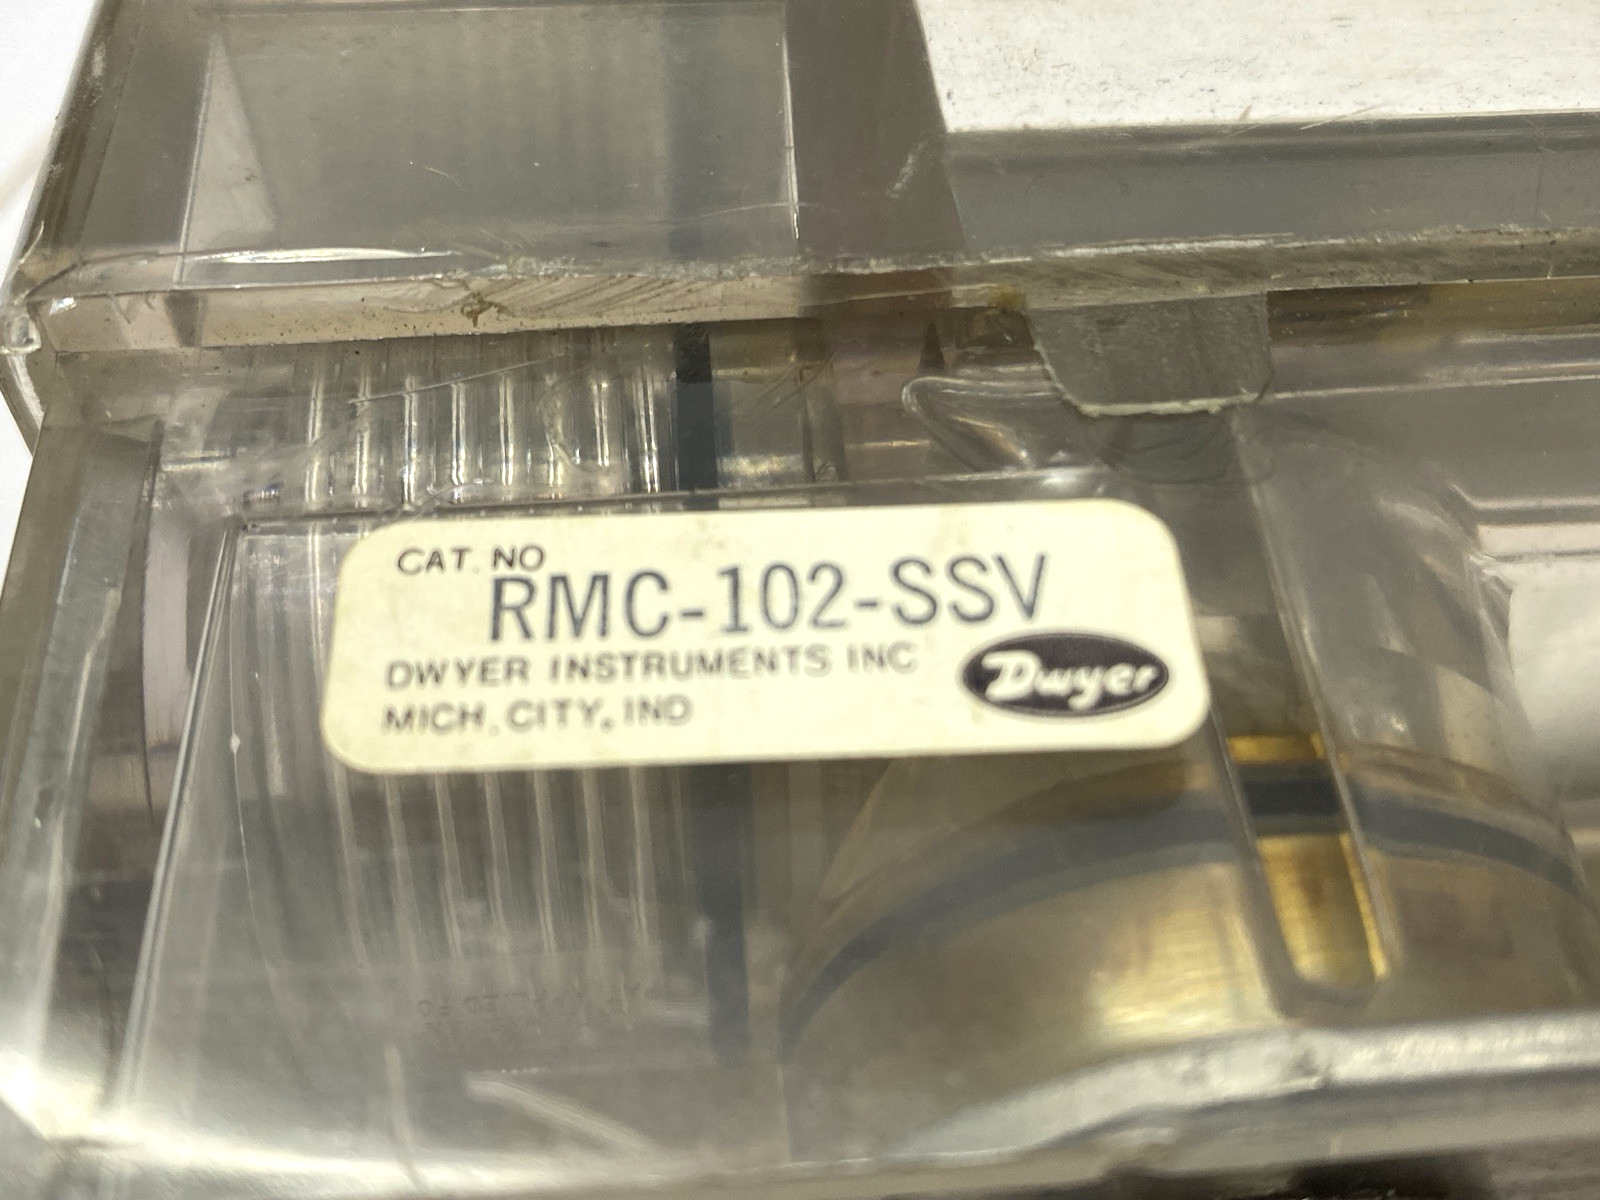 CAT. NO
RMC-102-SSV
DWYER INSTRUMENTS INC
MICH. CITY, IND
Dwyer